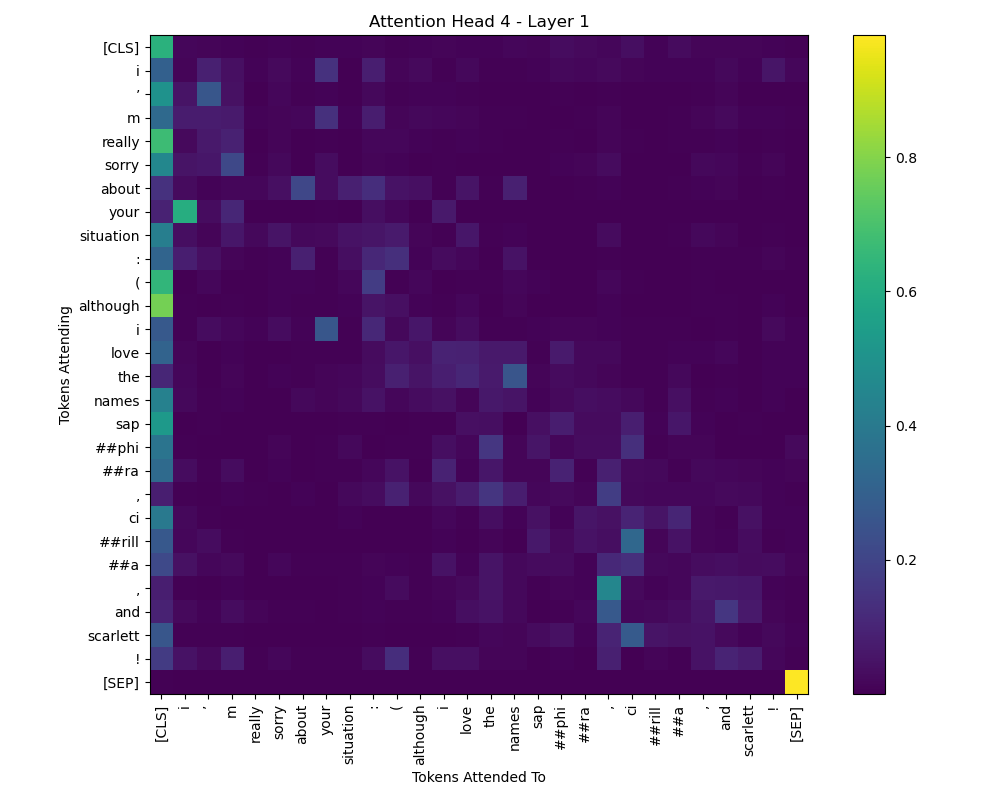 Attention Head 4 - Layer 1
[CLS]
i
’
m
really
sorry
about
your
situation
:
(
although
i
love
the
names
sap
##phi
##ra
,
ci
##rill
##a
,
and
scarlett
!
[SEP]
Tokens Attending
[CLS]
i
’
m
really
sorry
about
your
situation
:
(
although
i
love
the
names
sap
##phi
##ra
,
ci
##rill
##a
,
and
scarlett
!
[SEP]
Tokens Attended To
0.8
0.6
0.4
0.2